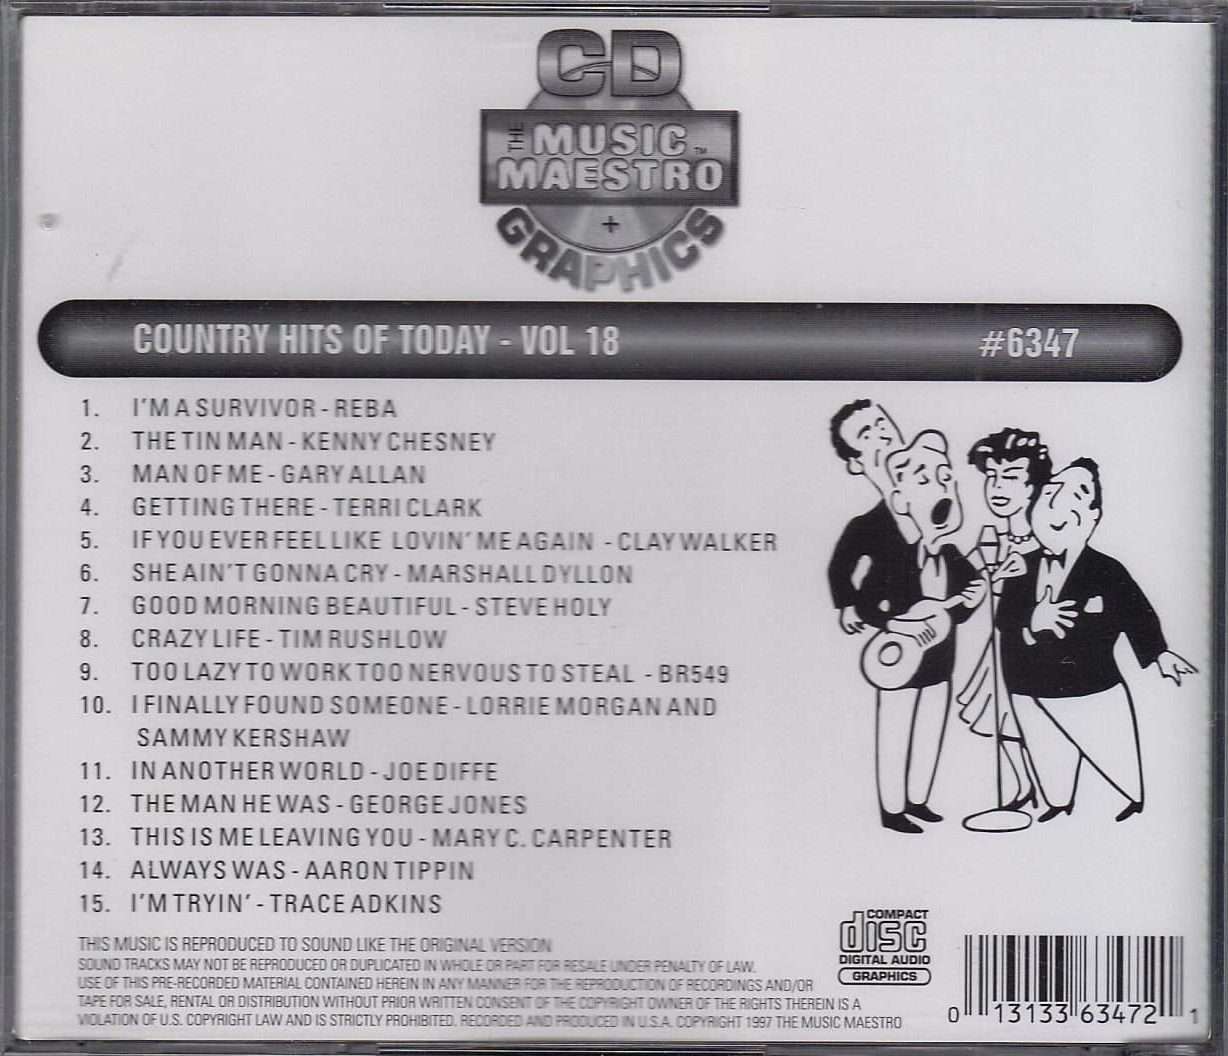 CD
THE MUSIC ™
MAESTRO
+
GRAPHICS
COUNTRY HITS OF TODAY - VOL 18 #6347
1. I'M A SURVIVOR - REBA
2. THE TIN MAN - KENNY CHESNEY
3. MAN OF ME - GARY ALLAN
4. GETTING THERE - TERRI CLARK
5. IF YOU EVER FEEL LIKE LOVIN' ME AGAIN - CLAY WALKER
6. SHE AIN'T GONNA CRY - MARSHALL DYLLON
7. GOOD MORNING BEAUTIFUL - STEVE HOLY
8. CRAZY LIFE - TIM RUSHLOW
9. TOO LAZY TO WORK TOO NERVOUS TO STEAL - BR549
10. I FINALLY FOUND SOMEONE - LORRIE MORGAN AND
SAMMY KERSHAW
11. IN ANOTHER WORLD - JOE DIFFE
12. THE MAN HE WAS - GEORGE JONES
13. THIS IS ME LEAVING YOU - MARY C. CARPENTER
14. ALWAYS WAS - AARON TIPPIN
15. I'M TRYIN' - TRACE ADKINS
THIS MUSIC IS REPRODUCED TO SOUND LIKE THE ORIGINAL VERSION
SOUND TRACKS MAY NOT BE REPRODUCED OR DUPLICATED IN WHOLE OR PART FOR RESALE UNDER PENALTY OF LAW.
USE OF THIS PRE-RECORDED MATERIAL CONTAINED HEREIN IN ANY MANNER FOR THE REPRODUCTION OF RECORDINGS AND/OR
TAPE FOR SALE, RENTAL OR DISTRIBUTION WITHOUT PRIOR WRITTEN CONSENT OF THE COPYRIGHT OWNER OF THE RIGHTS THEREIN IS A
VIOLATION OF U.S. COPYRIGHT LAW AND IS STRICTLY PROHIBITED. RECORDED AND PRODUCED IN U.S.A. COPYRIGHT 1997 THE MUSIC MAESTRO
COMPACT
disc
DIGITAL AUDIO
GRAPHICS
0 13133 63472 1